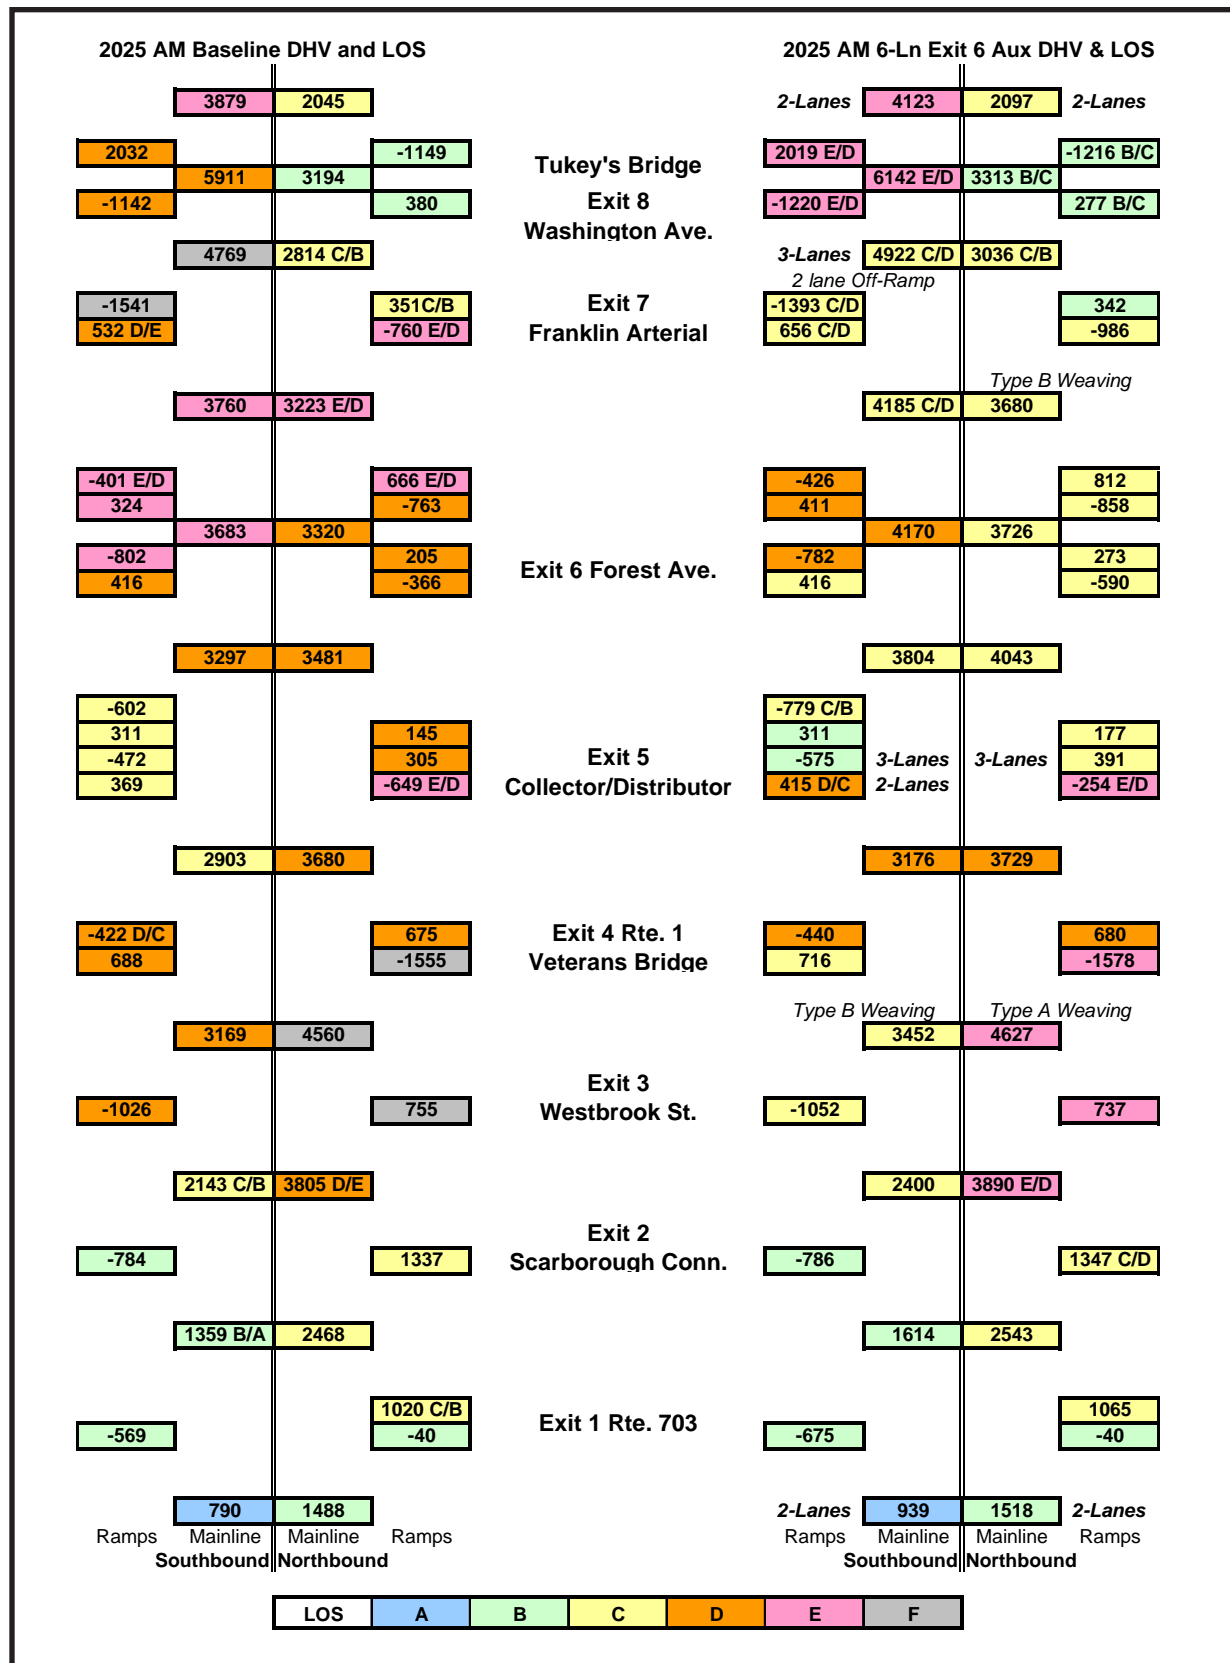 2025 AM Baseline DHV and LOS 2025 AM 6-Ln Exit 6 Aux DHV & LOS
3879 2045 2-Lanes 4123 2097 2-Lanes
2032 -1149 Tukey's Bridge 2019 E/D -1216 B/C
5911 3194 6142 E/D 3313 B/C
-1142 380 Exit 8 -1220 E/D 277 B/C
Washington Ave.
4769 2814 C/B 3-Lanes 4922 C/D 3036 C/B
2 lane Off-Ramp
-1541 351C/B Exit 7 -1393 C/D 342
532 D/E -760 E/D Franklin Arterial 656 C/D -986
Type B Weaving
3760 3223 E/D 4185 C/D 3680
-401 E/D 666 E/D -426 812
324 -763 411 -858
3683 3320 4170 3726
-802 205 -782 273
416 -366 Exit 6 Forest Ave. 416 -590
3297 3481 3804 4043
-602 -779 C/B
311 145 311 177
-472 305 Exit 5 -575 3-Lanes 3-Lanes 391
369 -649 E/D Collector/Distributor 415 D/C 2-Lanes -254 E/D
2903 3680 3176 3729
-422 D/C 675 Exit 4 Rte. 1 -440 680
688 -1555 Veterans Bridge 716 -1578
Type B Weaving Type A Weaving
3169 4560 3452 4627
Exit 3
-1026 755 Westbrook St. -1052 737
2143 C/B 3805 D/E 2400 3890 E/D
Exit 2
-784 1337 Scarborough Conn. -786 1347 C/D
1359 B/A 2468 1614 2543
1020 C/B Exit 1 Rte. 703 1065
-569 -40 -675 -40
790 1488 2-Lanes 939 1518 2-Lanes
Ramps Mainline Mainline Ramps Ramps Mainline Mainline Ramps
Southbound Northbound Southbound Northbound
LOS A B C D E F